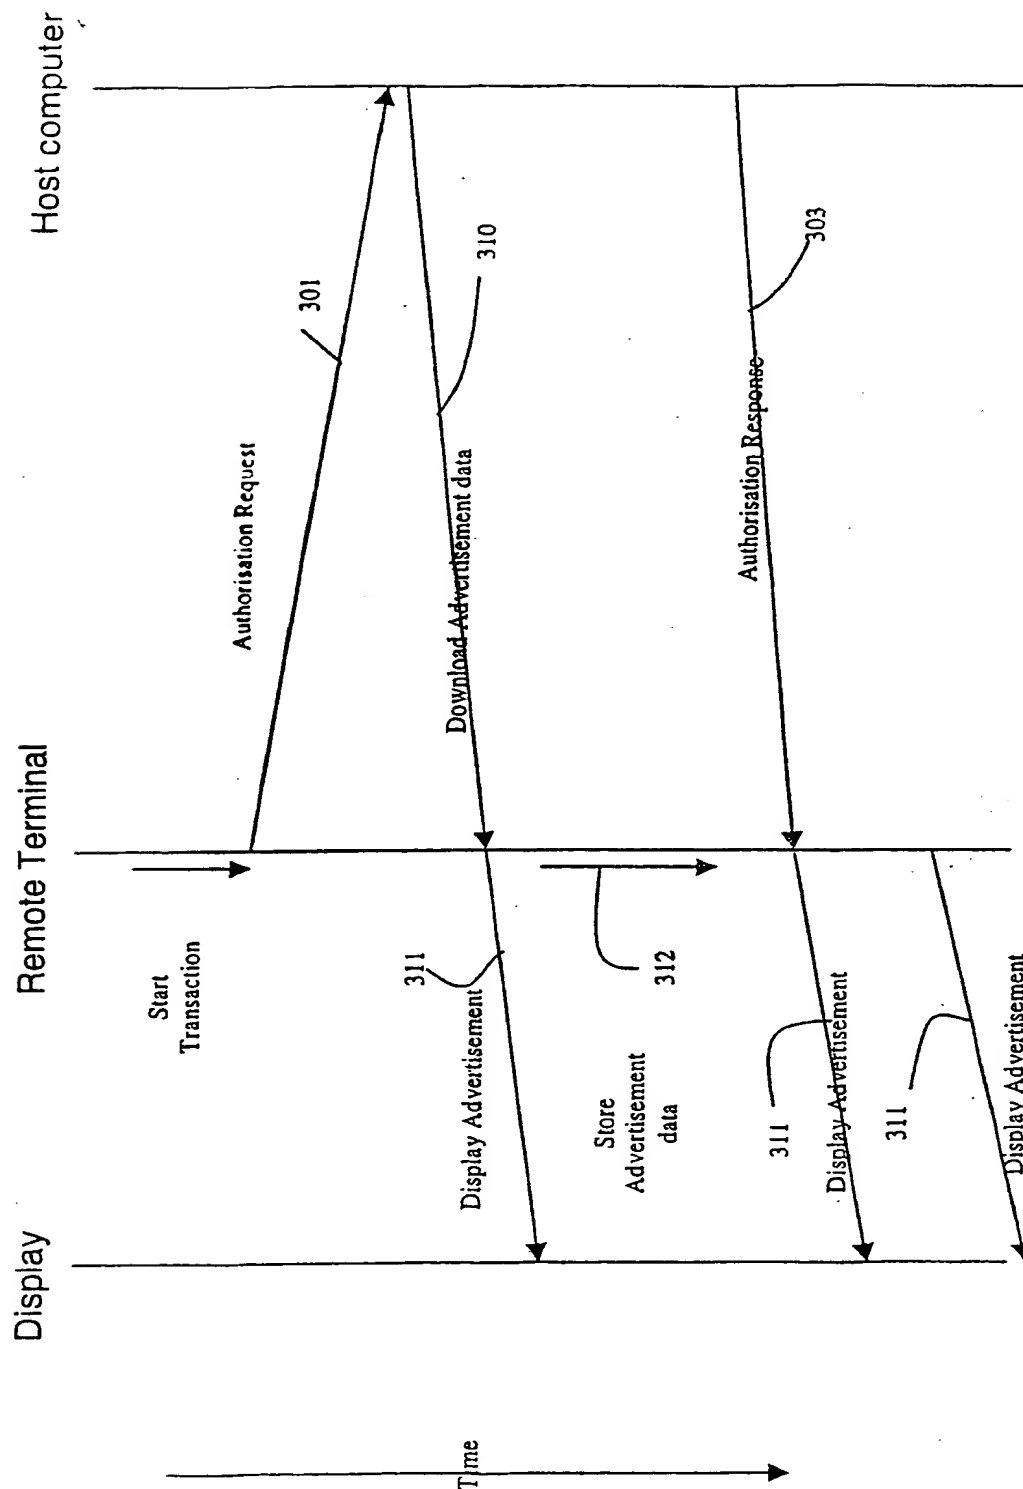 Display
Remote Terminal
Host computer
Time
Start
Transaction
Authorisation Request
301
Download Advertisement data
310
311
Display Advertisement
Store
Advertisement
data
312
Authorisation Response
303
311
Display Advertisement
311
Display Advertisement